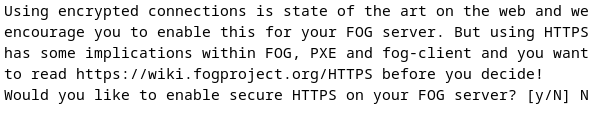 Using encrypted connections is state of the art on the web and we
encourage you to enable this for your FOG server. But using HTTPS
has some implications within FOG, PXE and fog-client and you want
to read https://wiki.fogproject.org/HTTPS before you decide!
Would you like to enable secure HTTPS on your FOG server? [y/N] N